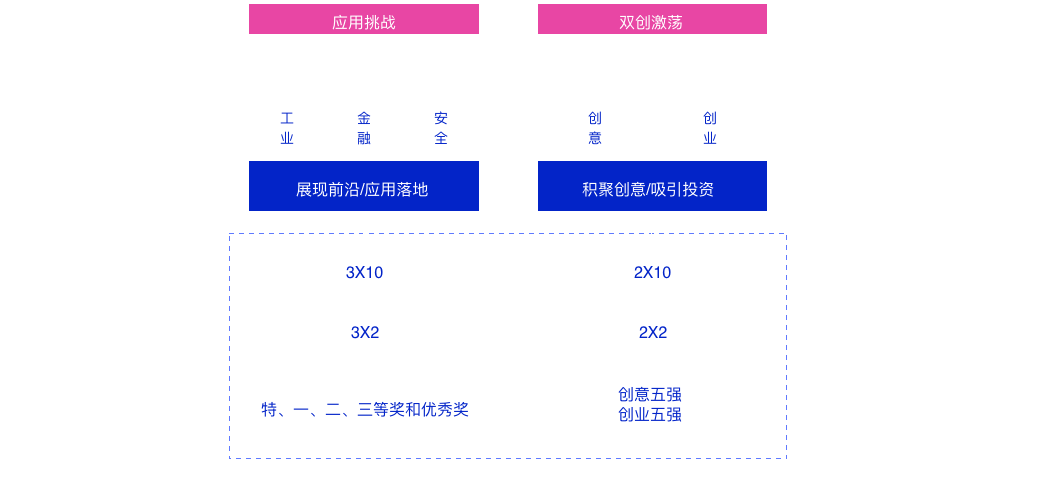 应用挑战
双创激荡
工业
金融
安全
创意
创业
展现前沿/应用落地
积聚创意/吸引投资
3X10
2X10
3X2
2X2
特、一、二、三等奖和优秀奖
创意五强
创业五强